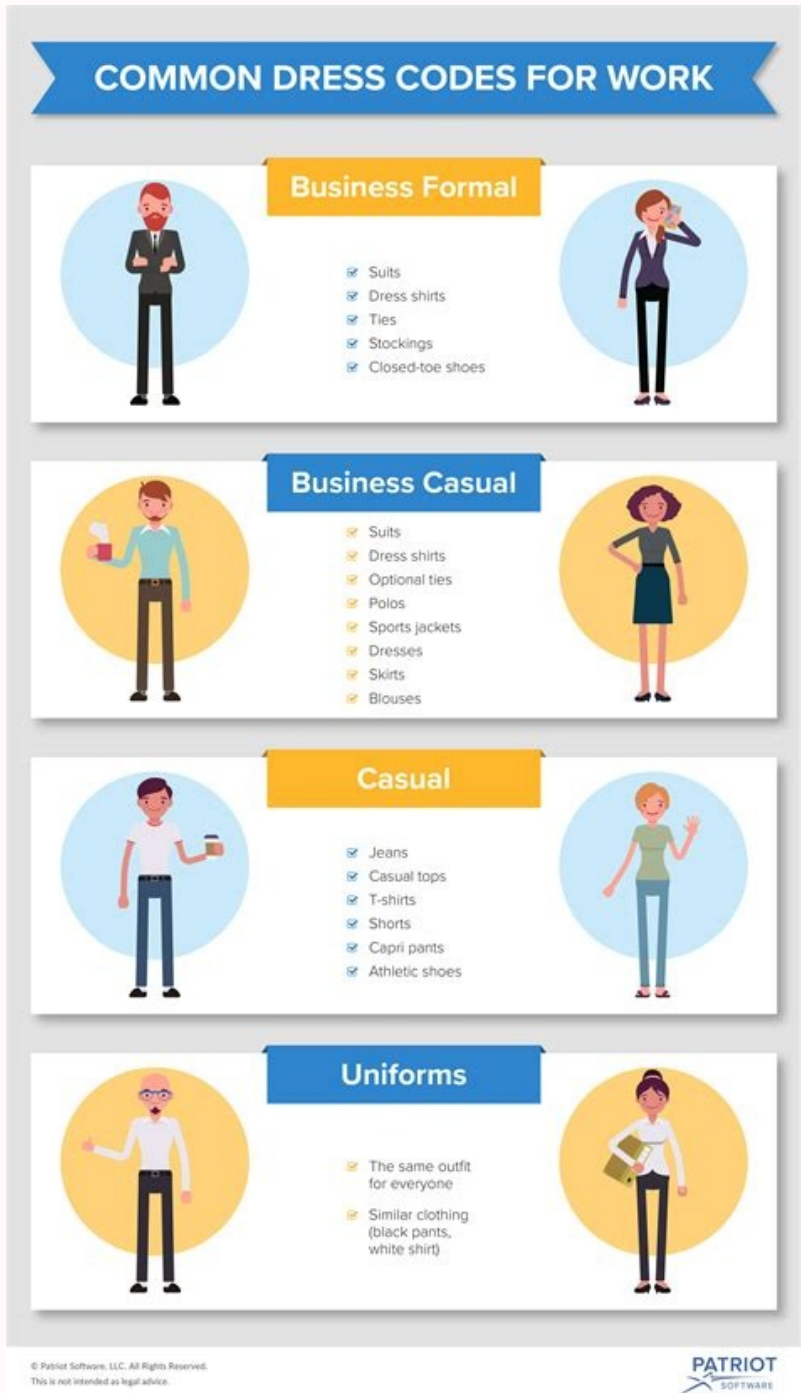 COMMON DRESS CODES FOR WORK
Business Formal
Suits
Dress shirts
Ties
Stockings
Closed-toe shoes
Business Casual
Suits
Dress shirts
Optional ties
Polos
Sports jackets
Dresses
Skirts
Blouses
Casual
Jeans
Casual tops
T-shirts
Shorts
Capri pants
Athletic shoes
Uniforms
The same outfit
for everyone
Similar clothing
(black pants,
white shirt)
© Patriot Software, LLC. All Rights Reserved.
This is not intended as legal advice.
PATRIOT
SOFTWARE